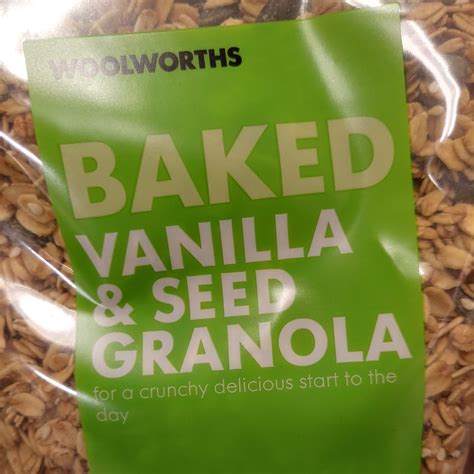 WOOLWORTHS
BAKED
VANILLA
& SEED
GRANOLA
for a crunchy delicious start to the
day